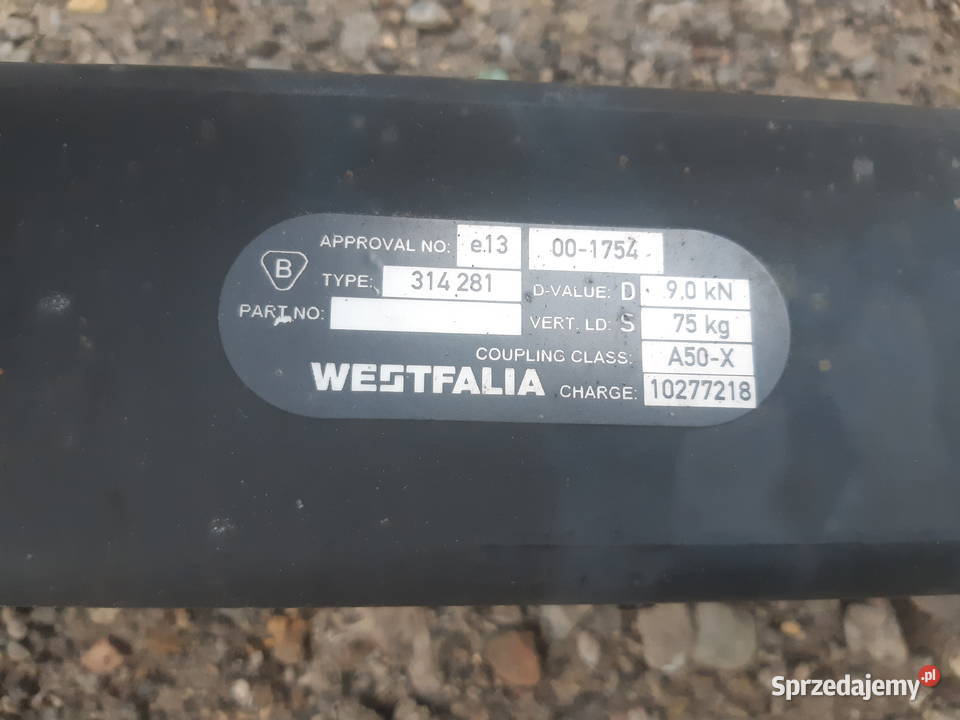 APPROVAL NO: e13 00-1754
B
TYPE: 314 281 D-VALUE: D 9,0 kN
PART NO: VERT. LD: S 75 kg
COUPLING CLASS: A50-X
WESTFALIA CHARGE: 10277218
Sprzedajemy.pl